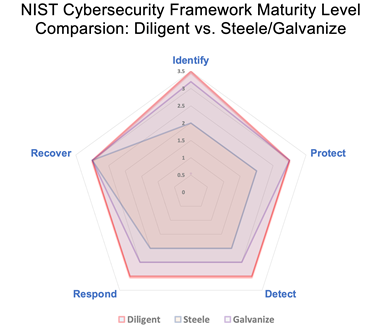 NIST Cybersecurity Framework Maturity Level
Comparsion: Diligent vs. Steele/Galvanize
Identify
3.5
3
2.5
2
1.5
1
0.5
0
Recover
Protect
Respond
Detect
Diligent Steele Galvanize